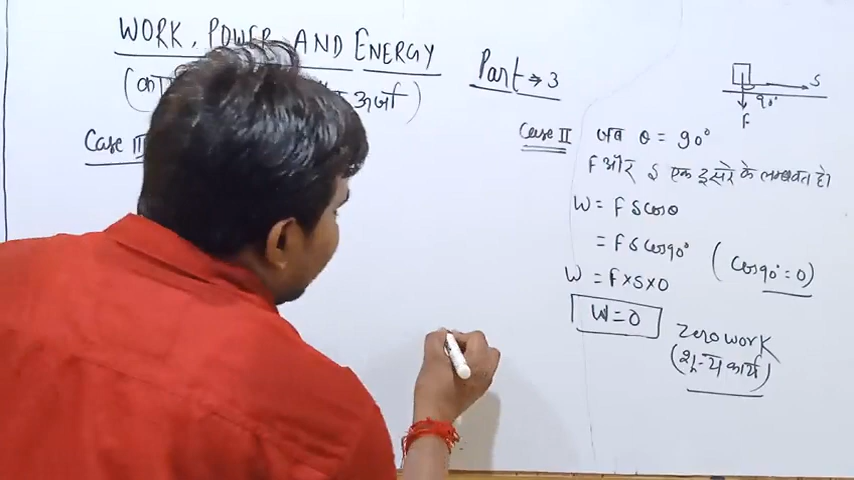 WORK, POWER AND ENERGY
Part → 3
ऊर्जा)
Case III
S
90°
F
Case II जब θ = 90°
F और S एक दूसरे के लम्बवत हो
W = F S cosθ
= F S cos90° (cos90° = 0)
W = F×S×0
W = 0
Zero work
(शून्य कार्य)